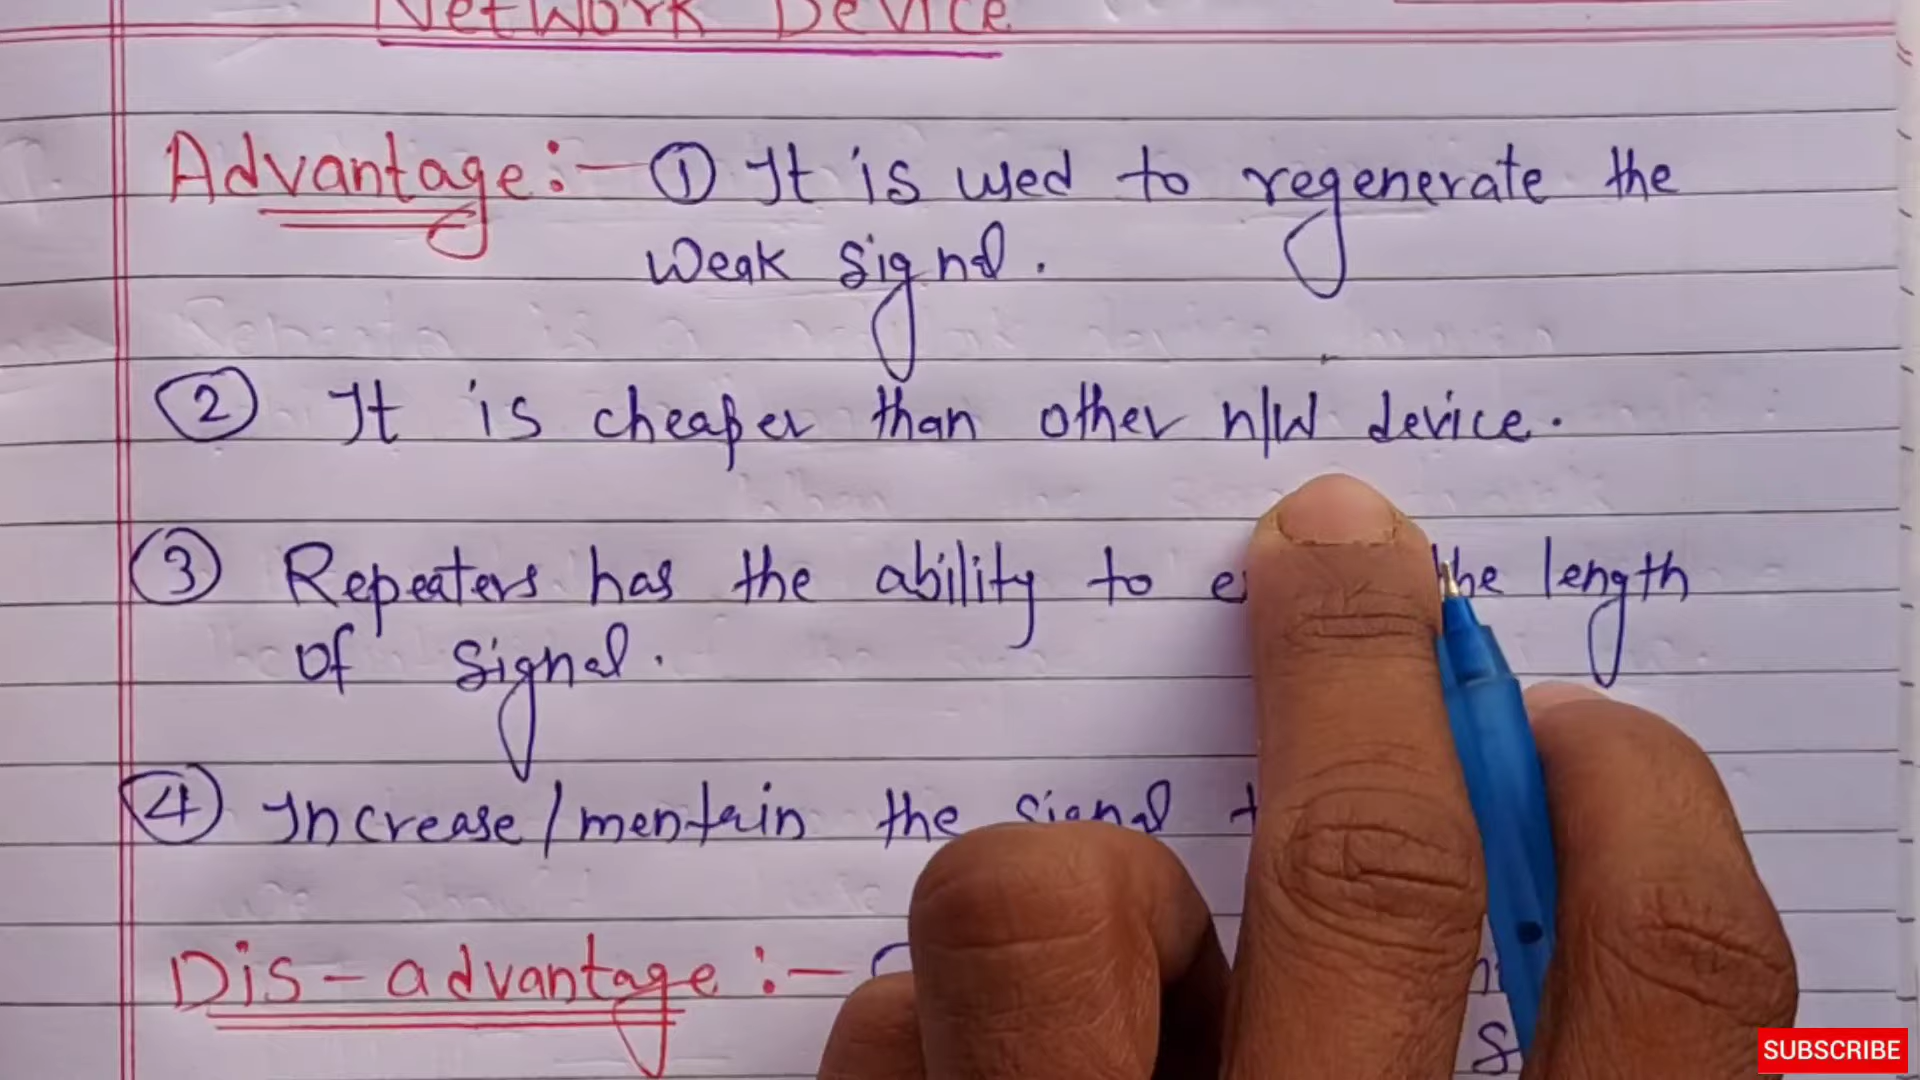 Network Device
Advantage:- ① It is used to regenerate the
weak signal.
② It is cheaper than other n/w device.
③ Repeaters has the ability to the length
of signal.
④ Increase/mentain the signal
Dis-advantage:-
SUBSCRIBE